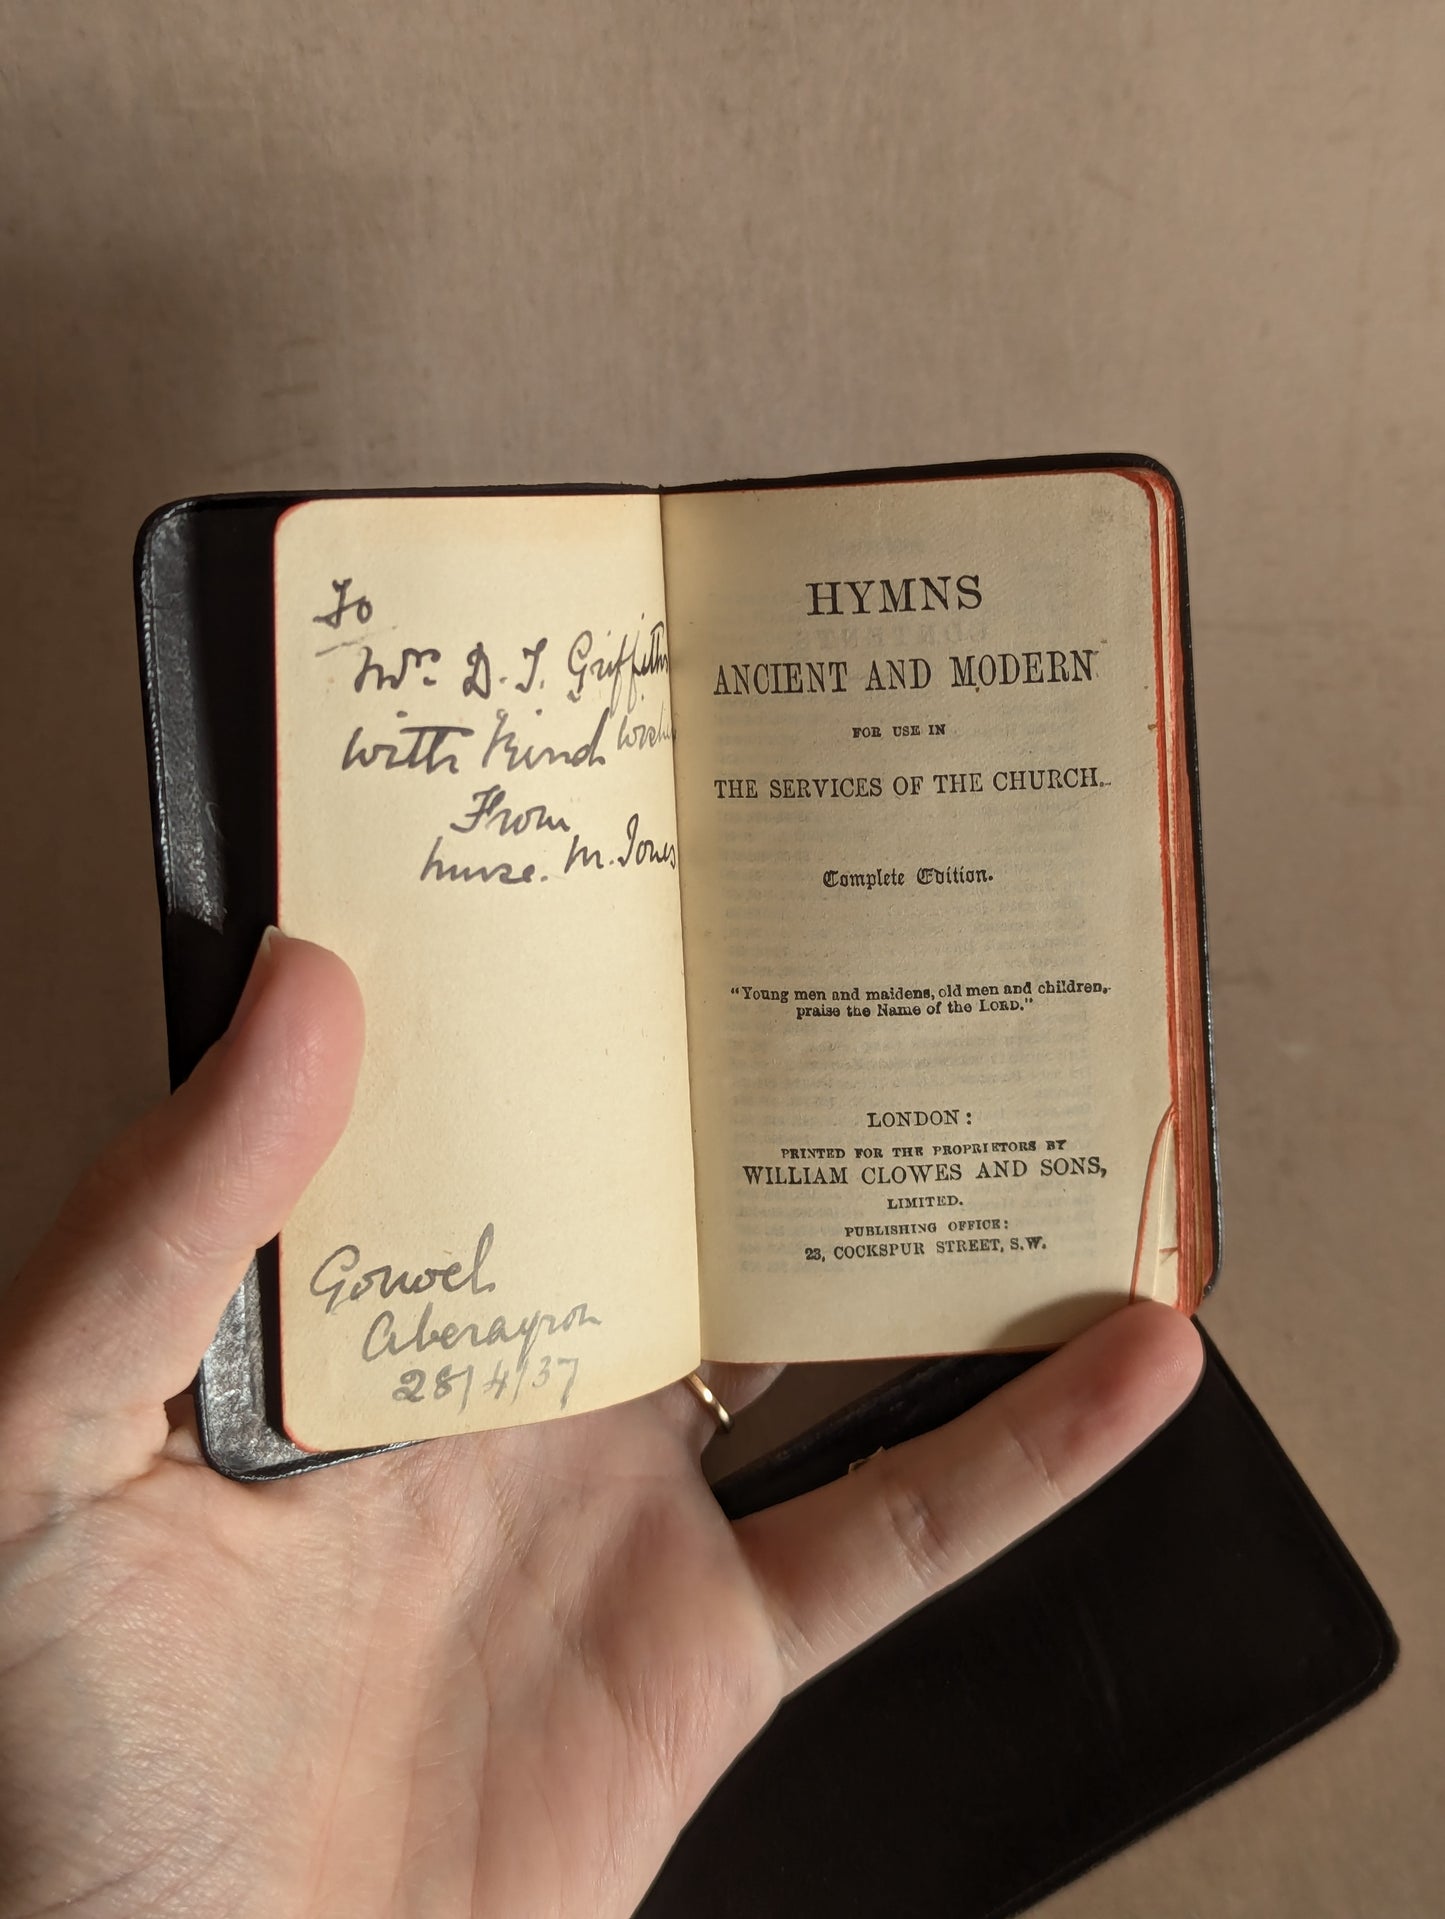 To
Mr. D. J. Griffiths
With Kind Wishes
From
Nurse. M. Jones
Gorwel
Aberayron
28/4/37
HYMNS
ANCIENT AND MODERN
FOR USE IN
THE SERVICES OF THE CHURCH.
Complete Edition.
"Young men and maidens, old men and children,
praise the Name of the LORD."
LONDON:
PRINTED FOR THE PROPRIETORS BY
WILLIAM CLOWES AND SONS,
LIMITED.
PUBLISHING OFFICE:
23, COCKSPUR STREET, S.W.